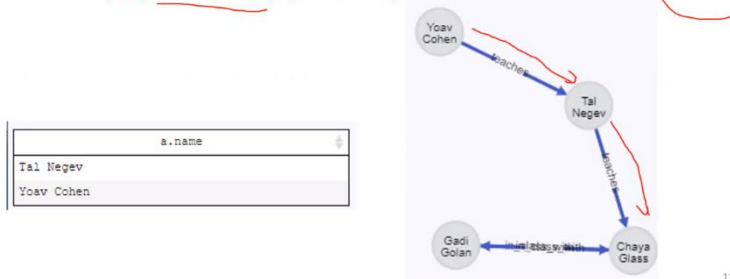 a.name
Tal Negev
Yoav Cohen
Yoav
Cohen
teaches
Tal
Negev
teaches
Gadi
Golan
Chaya
Glass